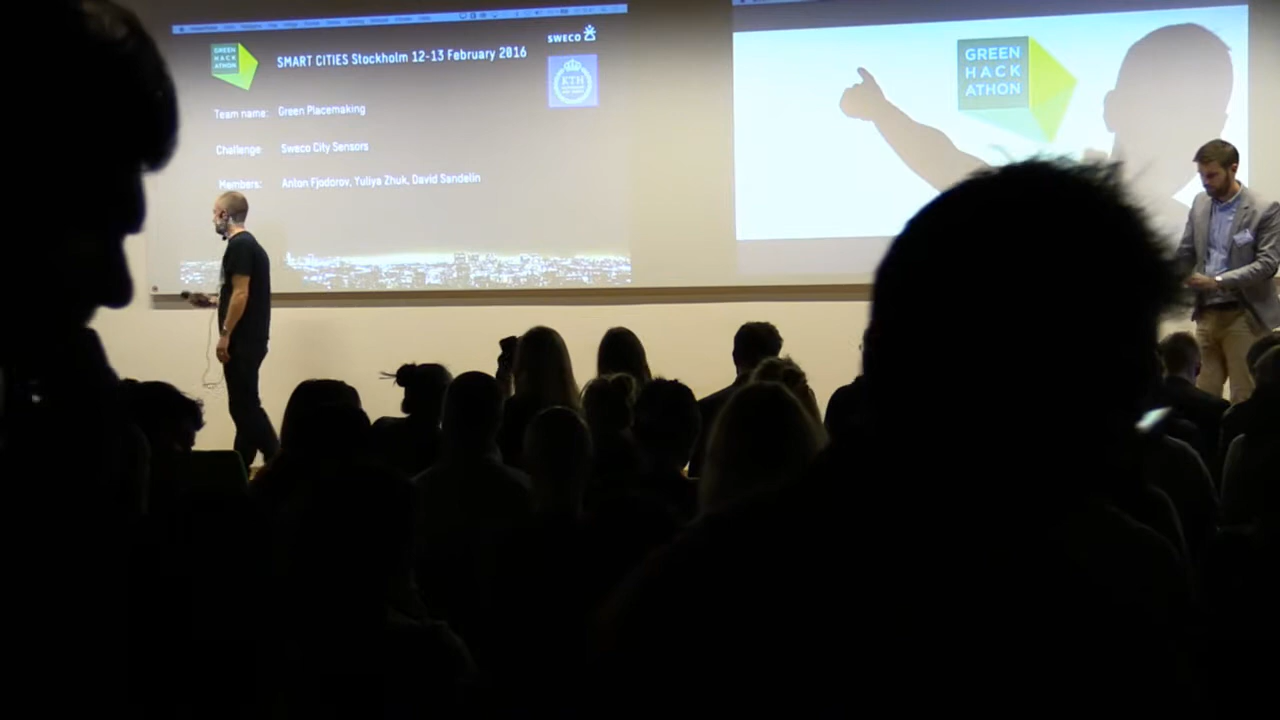 GREEN
HACK
ATHON
SMART CITIES Stockholm 12-13 February 2016
SWECO
KTH
Team name: Green Placemaking
Challenge: Sweco City Sensors
Members: Anton Fjodorov, Yuliya Zhuk, David Sandelin
GREEN
HACK
ATHON